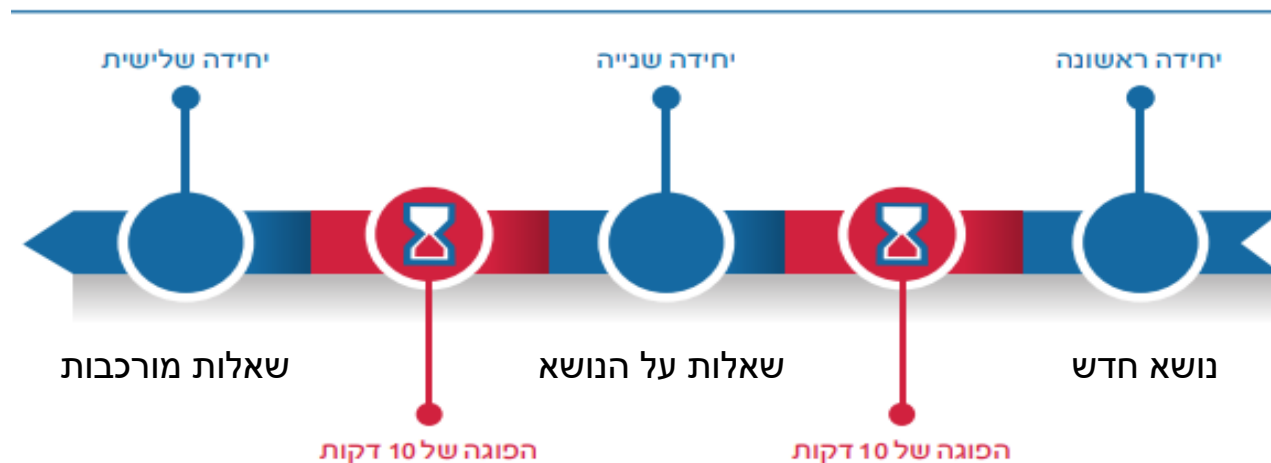 יחידה ראשונה
יחידה שנייה
יחידה שלישית
נושא חדש
שאלות על הנושא
שאלות מורכבות
הפוגה של 10 דקות
הפוגה של 10 דקות